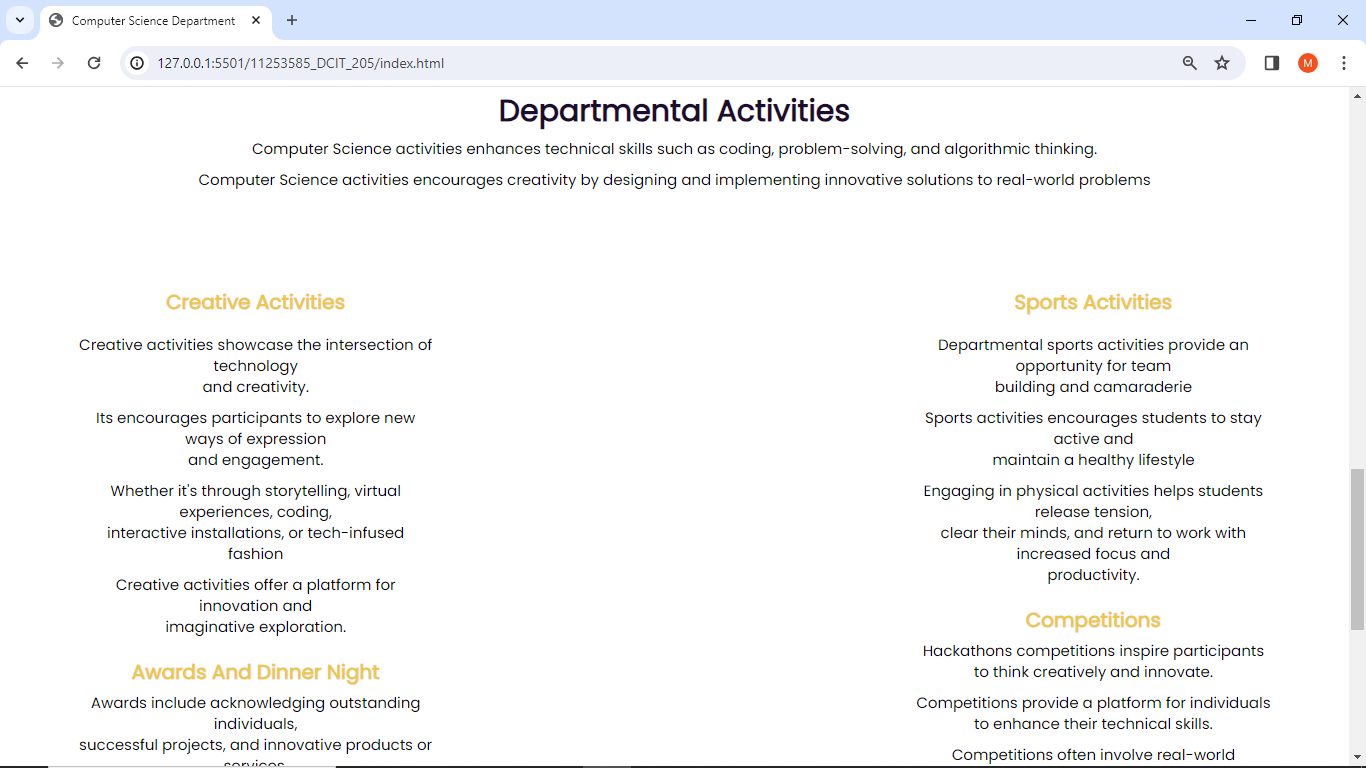 Computer Science Department
127.0.0.1:5501/11253585_DCIT_205/index.html
M
Departmental Activities
Computer Science activities enhances technical skills such as coding, problem-solving, and algorithmic thinking.
Computer Science activities encourages creativity by designing and implementing innovative solutions to real-world problems
Creative Activities
Creative activities showcase the intersection of
technology
and creativity.
Its encourages participants to explore new
ways of expression
and engagement.
Whether it's through storytelling, virtual
experiences, coding,
interactive installations, or tech-infused
fashion
Creative activities offer a platform for
innovation and
imaginative exploration.
Awards And Dinner Night
Awards include acknowledging outstanding
individuals,
successful projects, and innovative products or
services
Sports Activities
Departmental sports activities provide an
opportunity for team
building and camaraderie
Sports activities encourages students to stay
active and
maintain a healthy lifestyle
Engaging in physical activities helps students
release tension,
clear their minds, and return to work with
increased focus and
productivity.
Competitions
Hackathons competitions inspire participants
to think creatively and innovate.
Competitions provide a platform for individuals
to enhance their technical skills.
Competitions often involve real-world